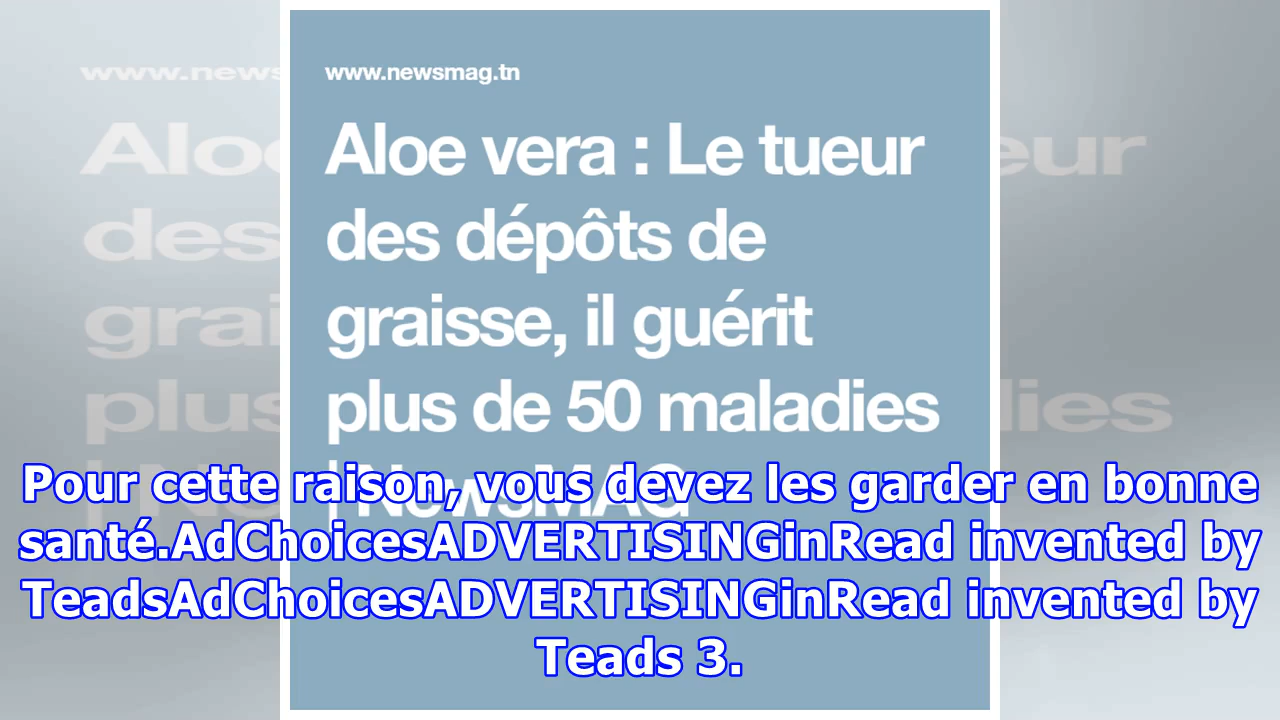 www.newsmag.tn
Aloe vera : Le tueur
des dépôts de
graisse, il guérit
plus de 50 maladies
| NewsMAG
Pour cette raison, vous devez les garder en bonne
santé.AdChoicesADVERTISINGinRead invented by
TeadsAdChoicesADVERTISINGinRead invented by
Teads 3.